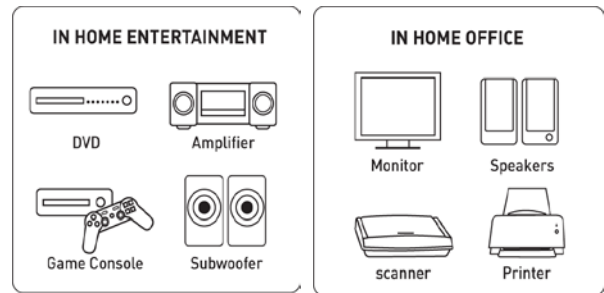 IN HOME ENTERTAINMENT
DVD
Amplifier
Game Console
Subwoofer
IN HOME OFFICE
Monitor
Speakers
scanner
Printer